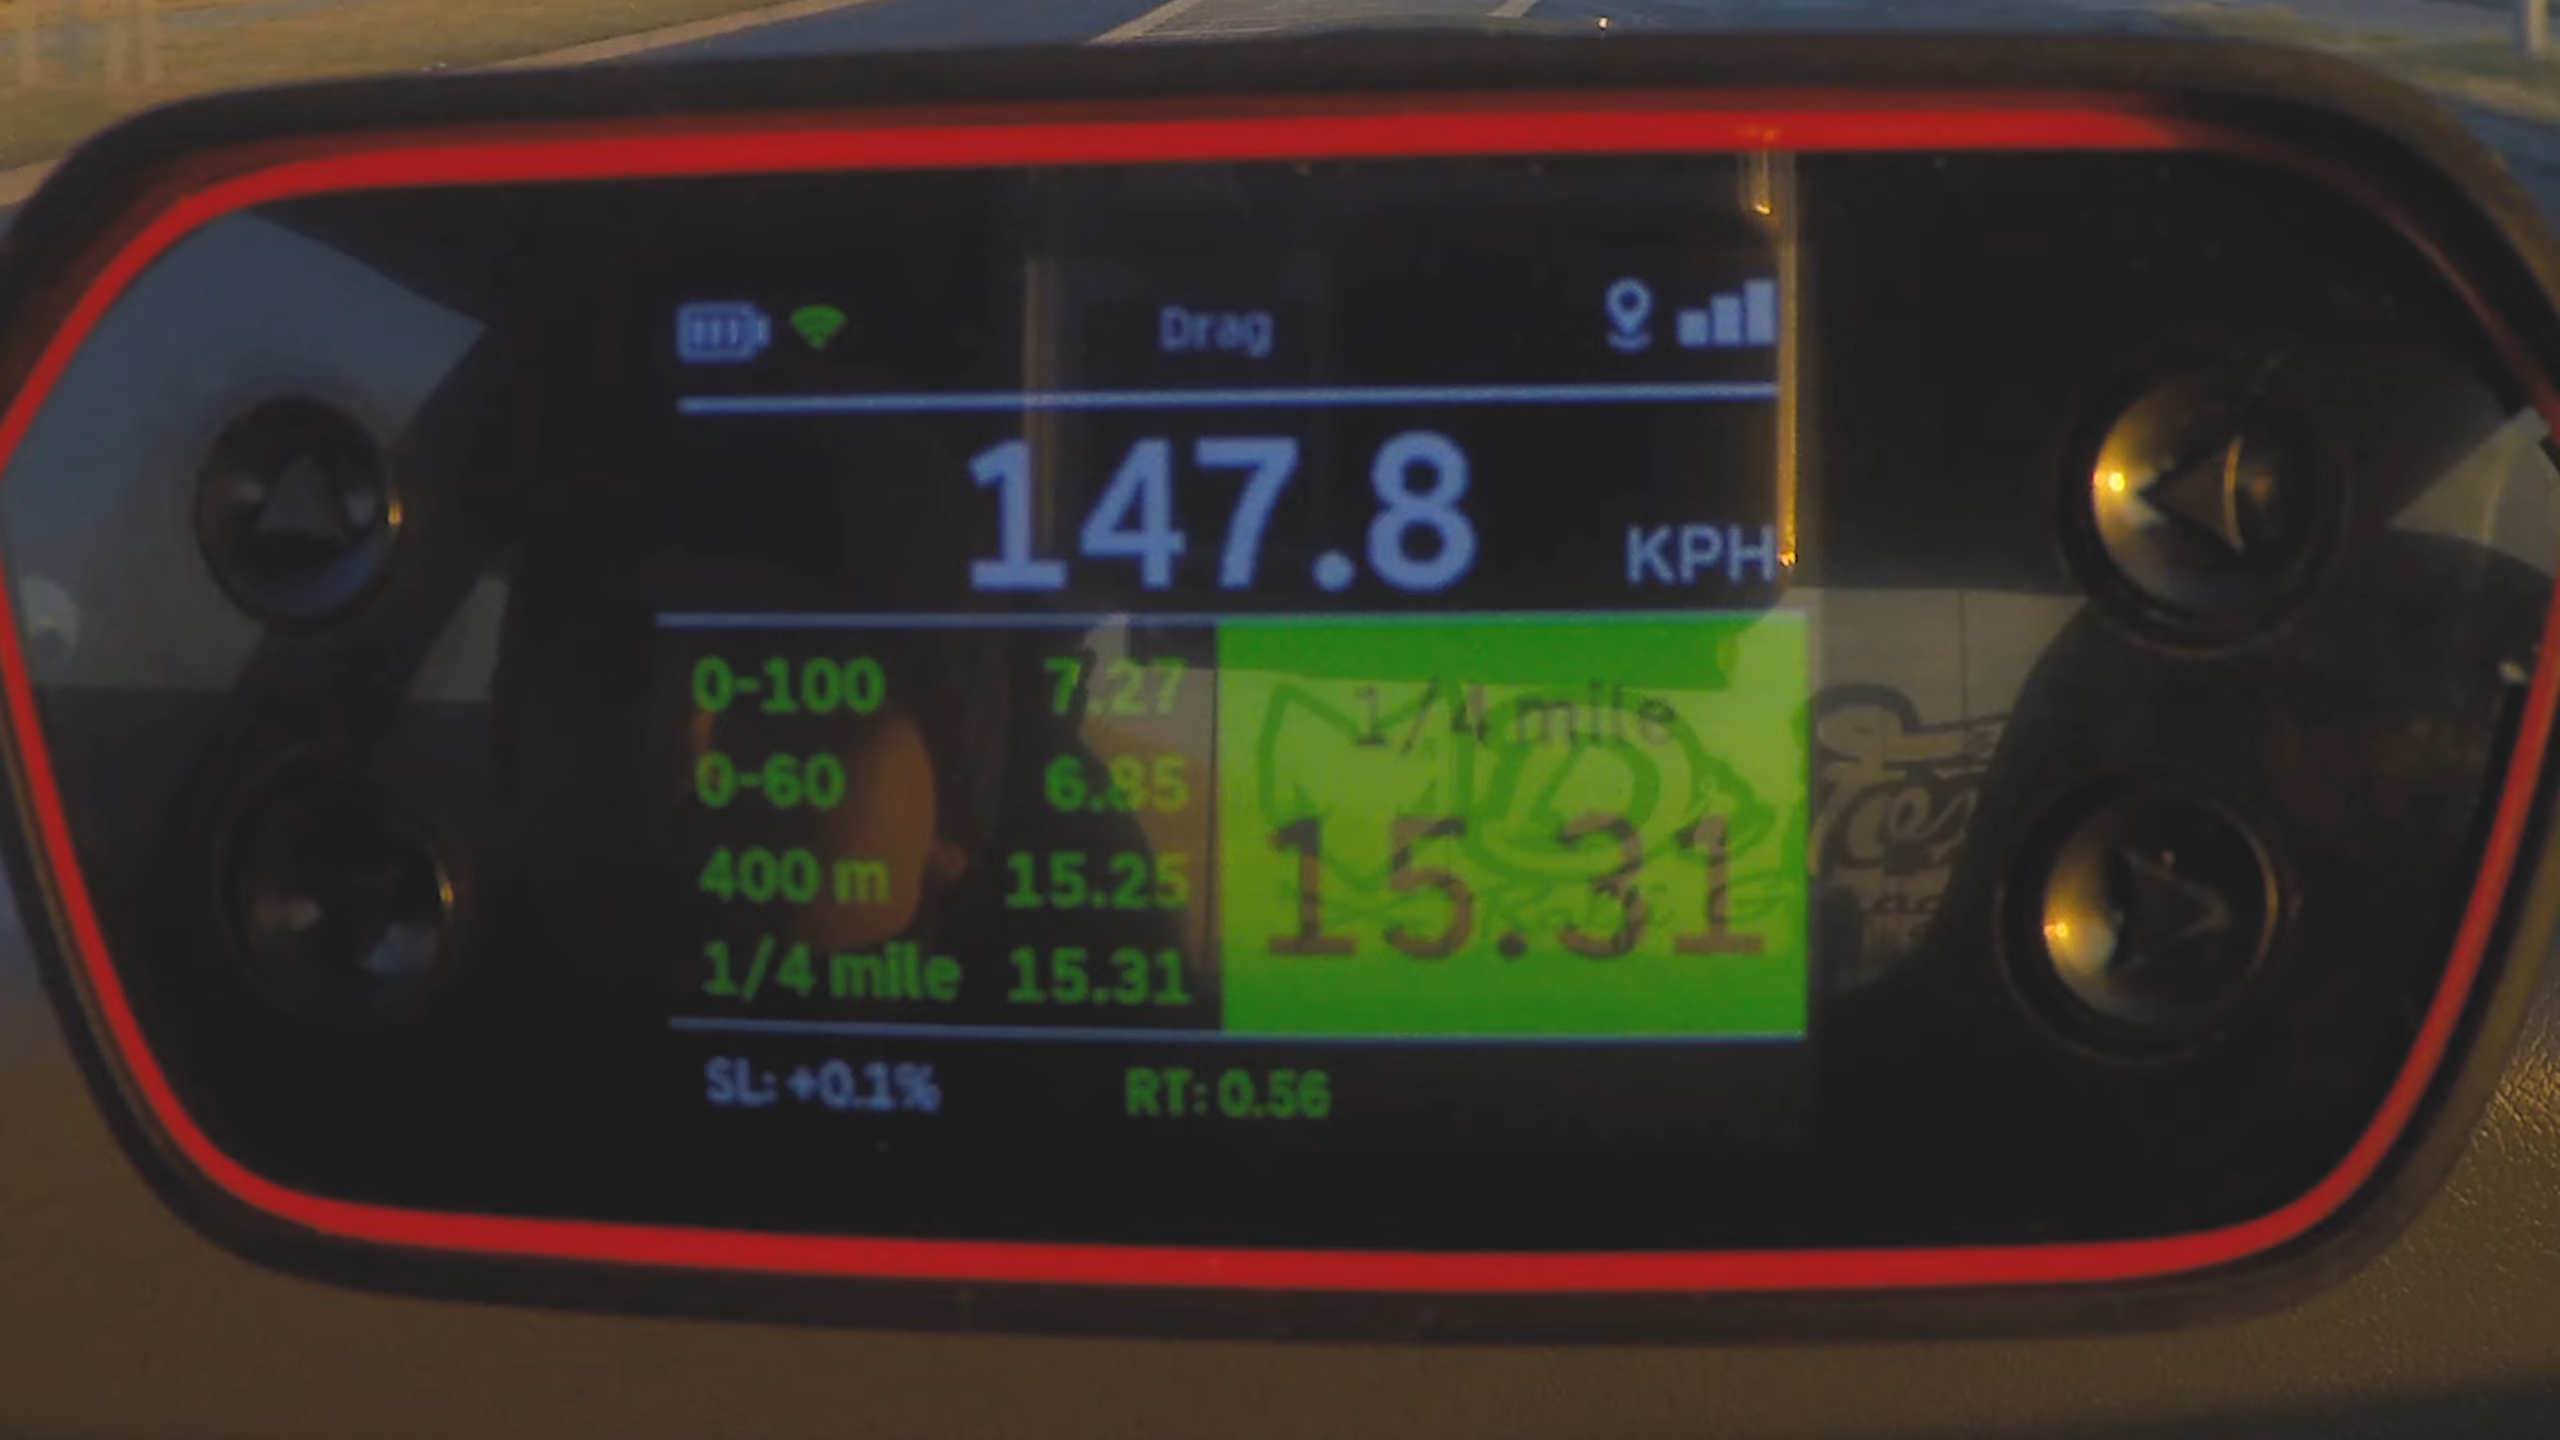 Drag
147.8 KPH
0-100 7.27
0-60 6.85
400 m 15.25
1/4 mile 15.31
1/4 mile
15.31
SL: +0.1% RT: 0.56